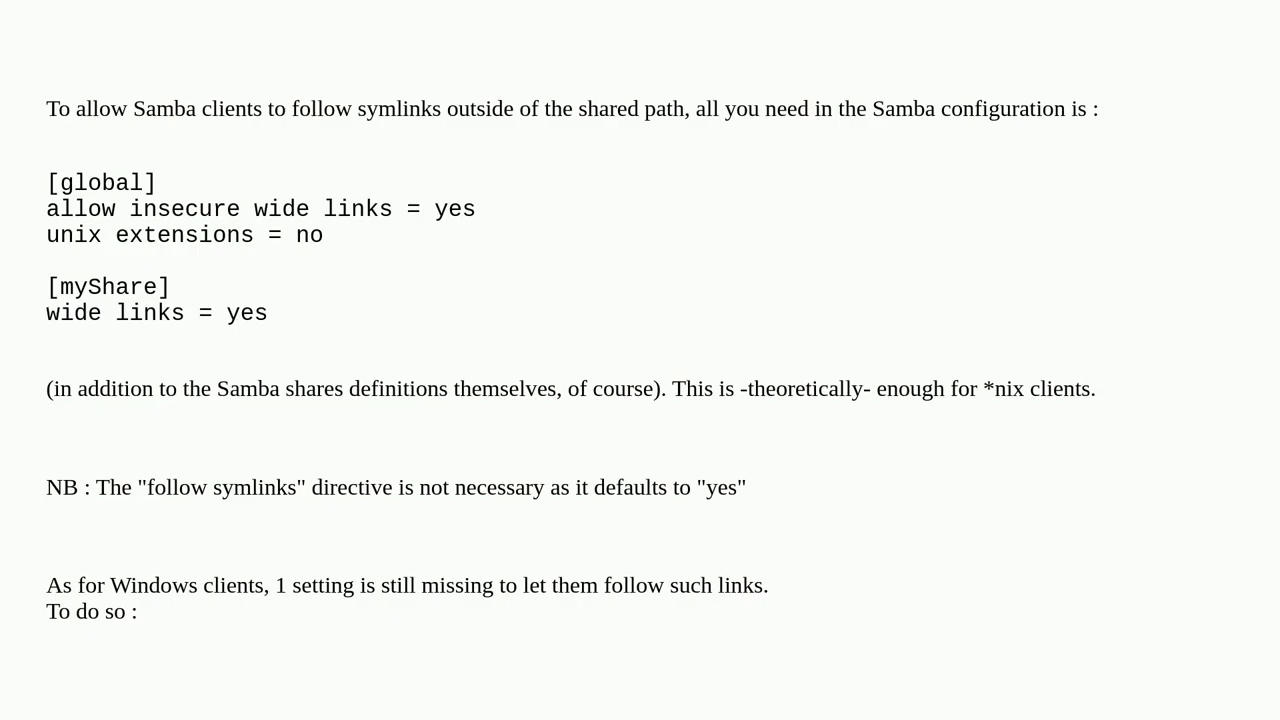 To allow Samba clients to follow symlinks outside of the shared path, all you need in the Samba configuration is :
[global]
allow insecure wide links = yes
unix extensions = no
[myShare]
wide links = yes
(in addition to the Samba shares definitions themselves, of course). This is -theoretically- enough for *nix clients.
NB : The "follow symlinks" directive is not necessary as it defaults to "yes"
As for Windows clients, 1 setting is still missing to let them follow such links.
To do so :